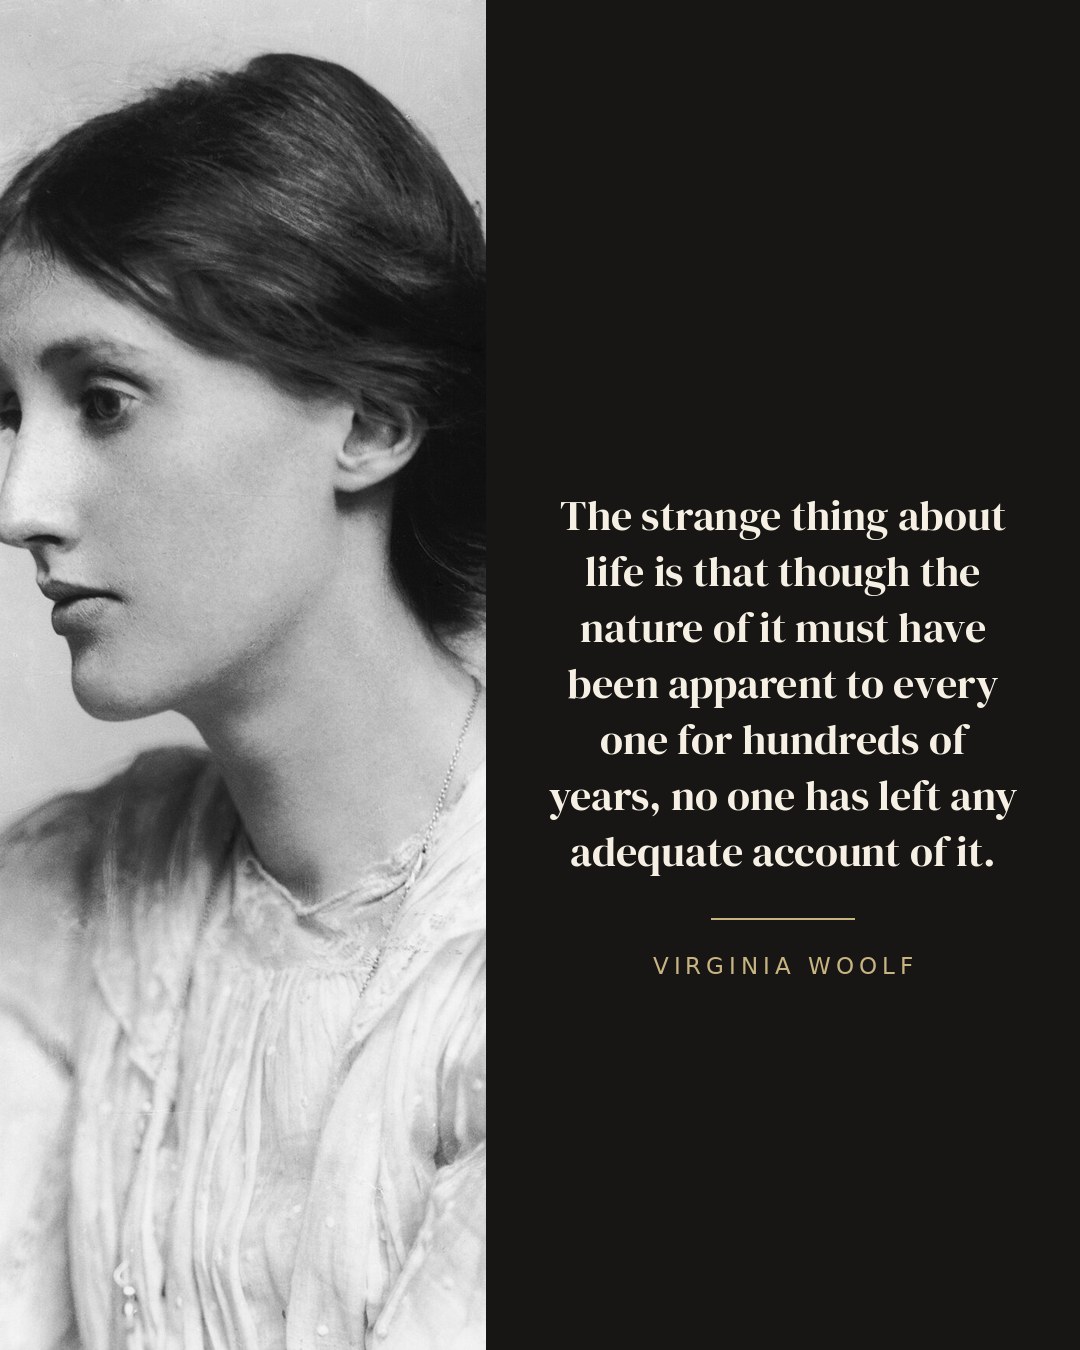 The strange thing about
life is that though the
nature of it must have
been apparent to every
one for hundreds of
years, no one has left any
adequate account of it.
VIRGINIA WOOLF